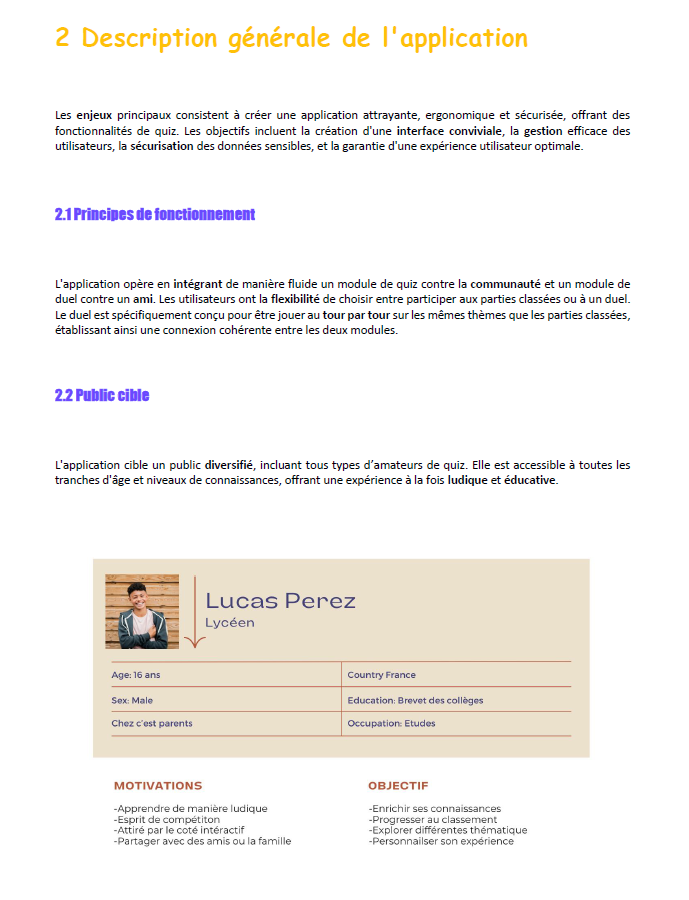 2 Description générale de l'application
Les enjeux principaux consistent à créer une application attrayante, ergonomique et sécurisée, offrant des
fonctionnalités de quiz. Les objectifs incluent la création d'une interface conviviale, la gestion efficace des
utilisateurs, la sécurisation des données sensibles, et la garantie d'une expérience utilisateur optimale.
2.1 Principes de fonctionnement
L'application opère en intégrant de manière fluide un module de quiz contre la communauté et un module de
duel contre un ami. Les utilisateurs ont la flexibilité de choisir entre participer aux parties classées ou à un duel.
Le duel est spécifiquement conçu pour être jouer au tour par tour sur les mêmes thèmes que les parties classées,
établissant ainsi une connexion cohérente entre les deux modules.
2.2 Public cible
L'application cible un public diversifié, incluant tous types d’amateurs de quiz. Elle est accessible à toutes les
tranches d'âge et niveaux de connaissances, offrant une expérience à la fois ludique et éducative.
Lucas Perez
Lycéen
Age: 16 ans
Country France
Sex: Male
Education: Brevet des collèges
Chez c'est parents
Occupation: Etudes
MOTIVATIONS
-Apprendre de manière ludique
-Esprit de compétiton
-Attiré par le coté intéractif
-Partager avec des amis ou la famille
OBJECTIF
-Enrichir ses connaissances
-Progresser au classement
-Explorer différentes thématique
-Personnailser son expérience